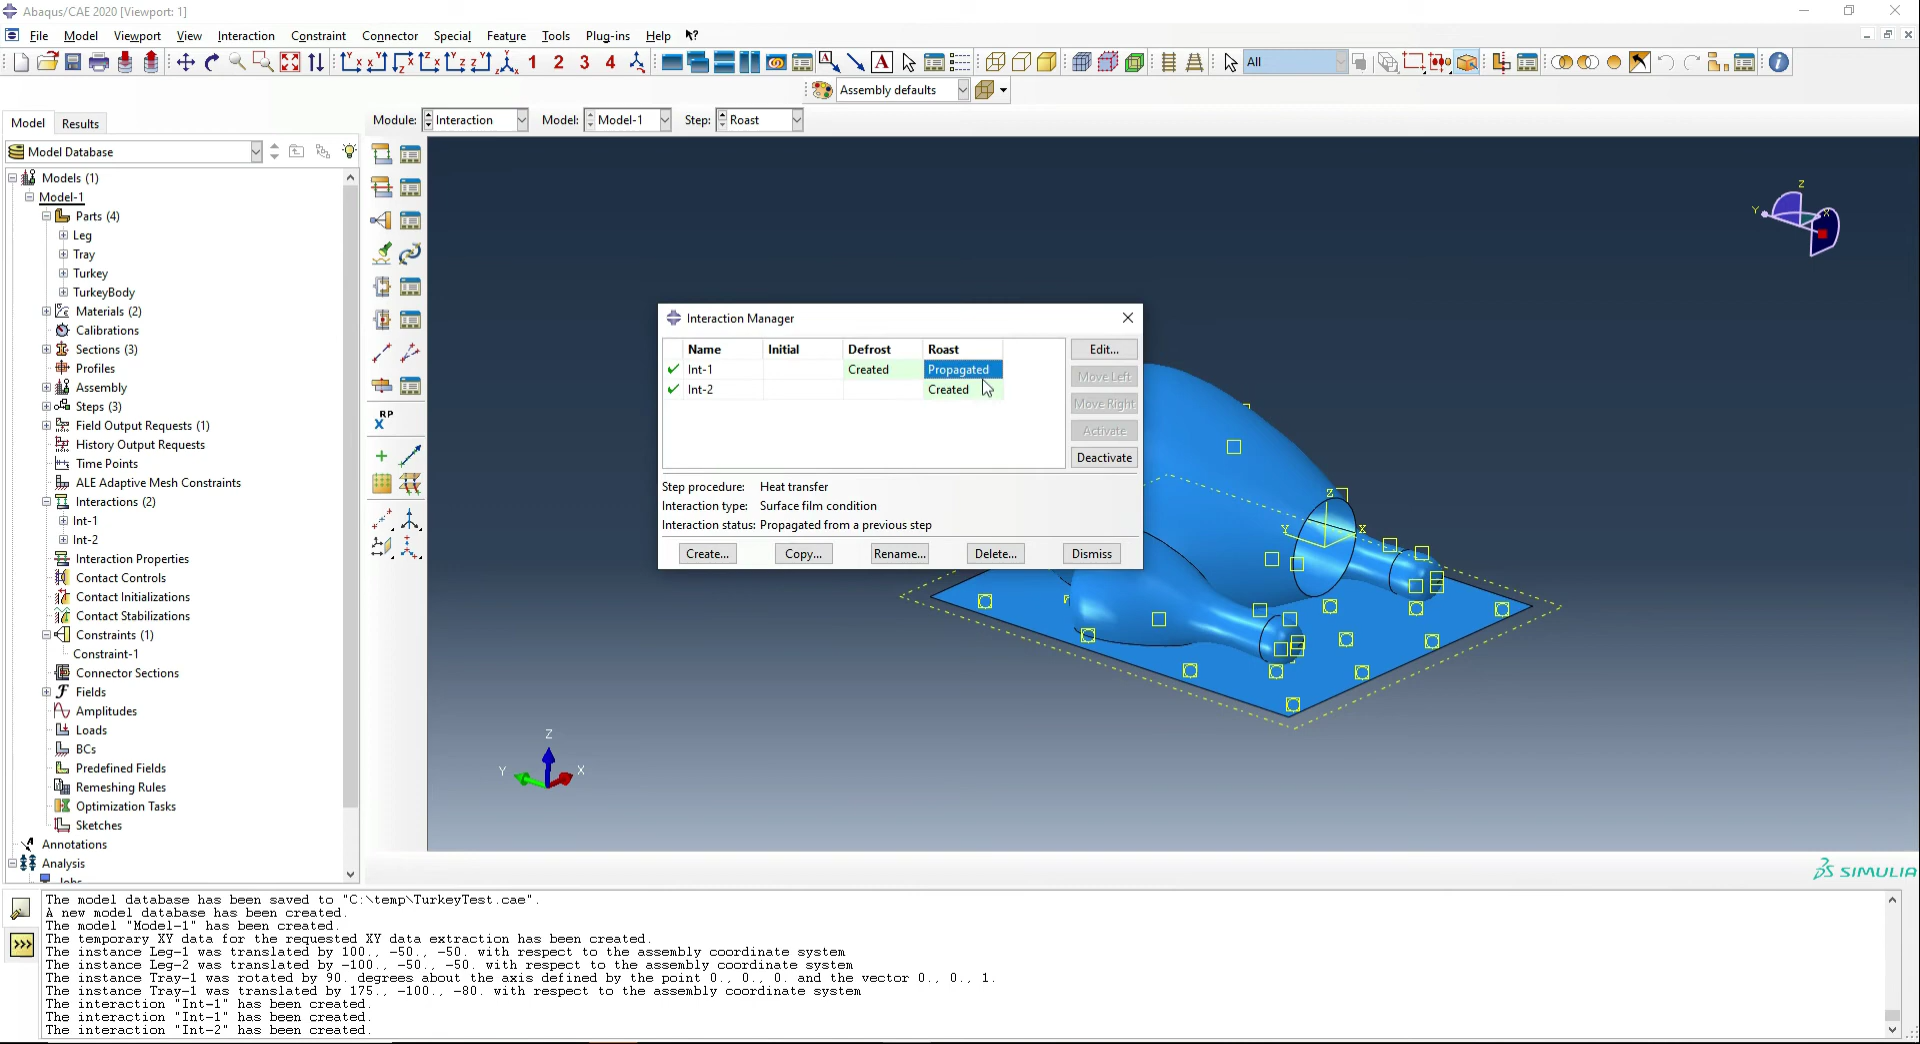 Abaqus/CAE 2020 [Viewport: 1]
File Model Viewport View Interaction Constraint Connector Special Feature Tools Plug-ins Help
1 2 3 4 All
Assembly defaults
Model Results
Module: Interaction Model: Model-1 Step: Roast
Model Database
Models (1)
Model-1
Parts (4)
Leg
Tray
Turkey
TurkeyBody
Materials (2)
Calibrations
Sections (3)
Profiles
Assembly
Steps (3)
Field Output Requests (1)
History Output Requests
Time Points
ALE Adaptive Mesh Constraints
Interactions (2)
Int-1
Int-2
Interaction Properties
Contact Controls
Contact Initializations
Contact Stabilizations
Constraints (1)
Constraint-1
Connector Sections
Fields
Amplitudes
Loads
BCs
Predefined Fields
Remeshing Rules
Optimization Tasks
Sketches
Annotations
Analysis
Jobs
RP
Z
Y
X
Interaction Manager
Name Initial Defrost Roast
Int-1 Created Propagated
Int-2 Created
Edit...
Move Left
Move Right
Activate
Deactivate
Step procedure: Heat transfer
Interaction type: Surface film condition
Interaction status: Propagated from a previous step
Create... Copy... Rename... Delete... Dismiss
Z
Y
X
Z
Y
X
SIMULIA
The model database has been saved to "C:\temp\TurkeyTest.cae".
A new model database has been created.
The model "Model-1" has been created.
The temporary XY data for the requested XY data extraction has been created.
The instance Leg-1 was translated by 100., -50., -50. with respect to the assembly coordinate system
The instance Leg-2 was translated by -100., -50., -50. with respect to the assembly coordinate system
The instance Tray-1 was rotated by 90. degrees about the axis defined by the point 0., 0., 0. and the vector 0., 0., 1.
The instance Tray-1 was translated by 175., -100., -80. with respect to the assembly coordinate system
The interaction "Int-1" has been created.
The interaction "Int-1" has been created.
The interaction "Int-2" has been created.